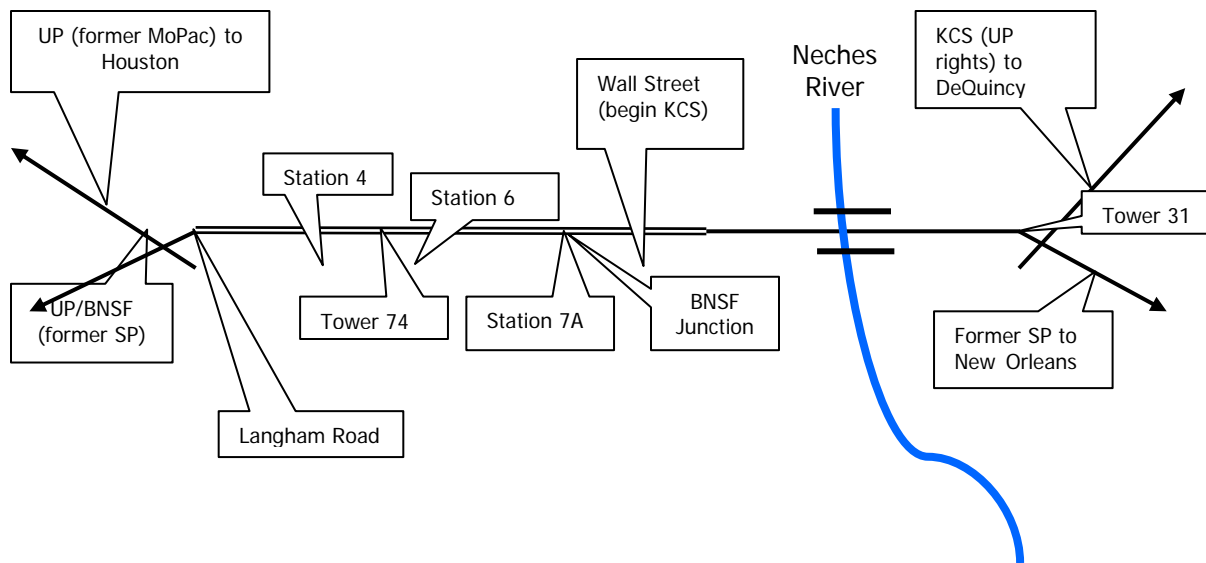 UP (former MoPac) to
Houston
Wall Street
(begin KCS)
Neches
River
KCS (UP
rights) to
DeQuincy
Station 4
Station 6
Tower 31
UP/BNSF
(former SP)
Tower 74
Station 7A
BNSF
Junction
Former SP to
New Orleans
Langham Road